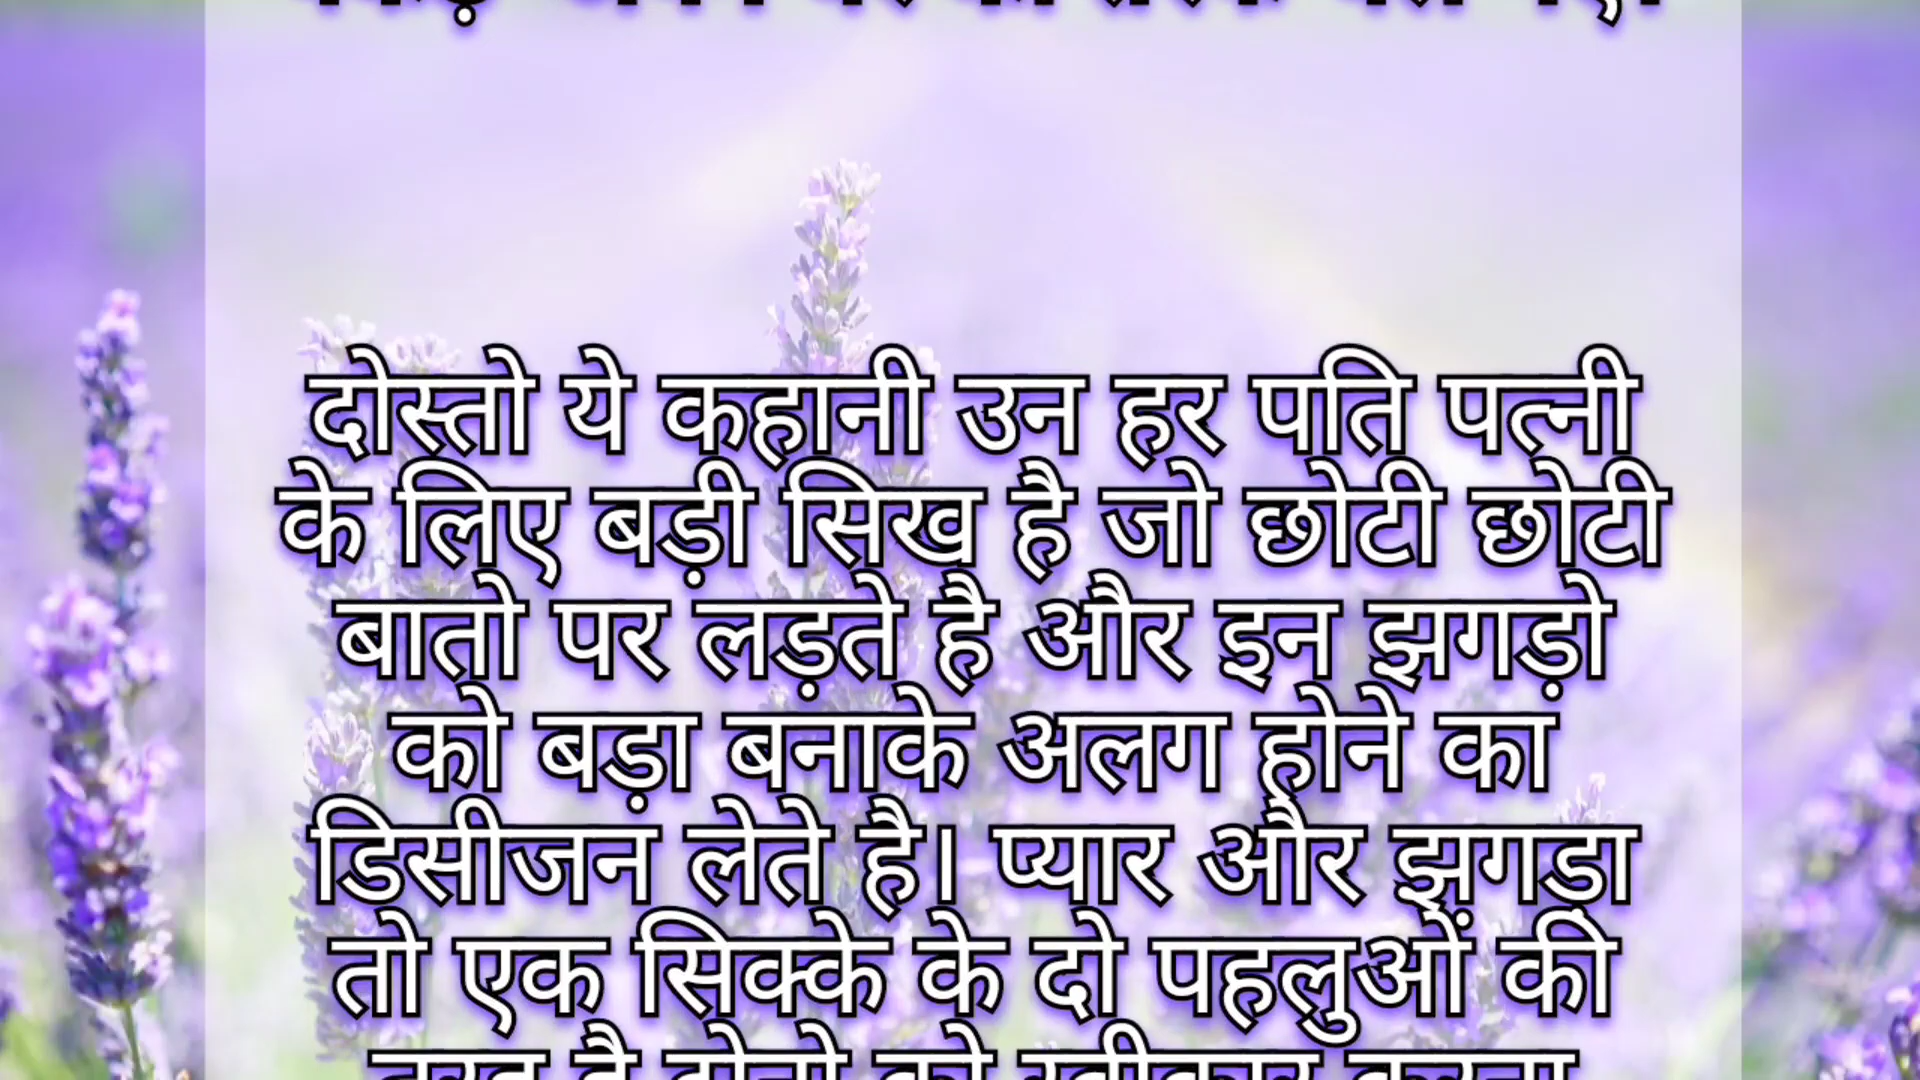 दोस्तो ये कहानी उन हर पति पत्नी
के लिए बड़ी सिख है जो छोटी छोटी
बातो पर लड़ते है और इन झगड़ो
को बड़ा बनाके अलग होने का
डिसीजन लेते है। प्यार और झगड़ा
तो एक सिक्के के दो पहलुओं की